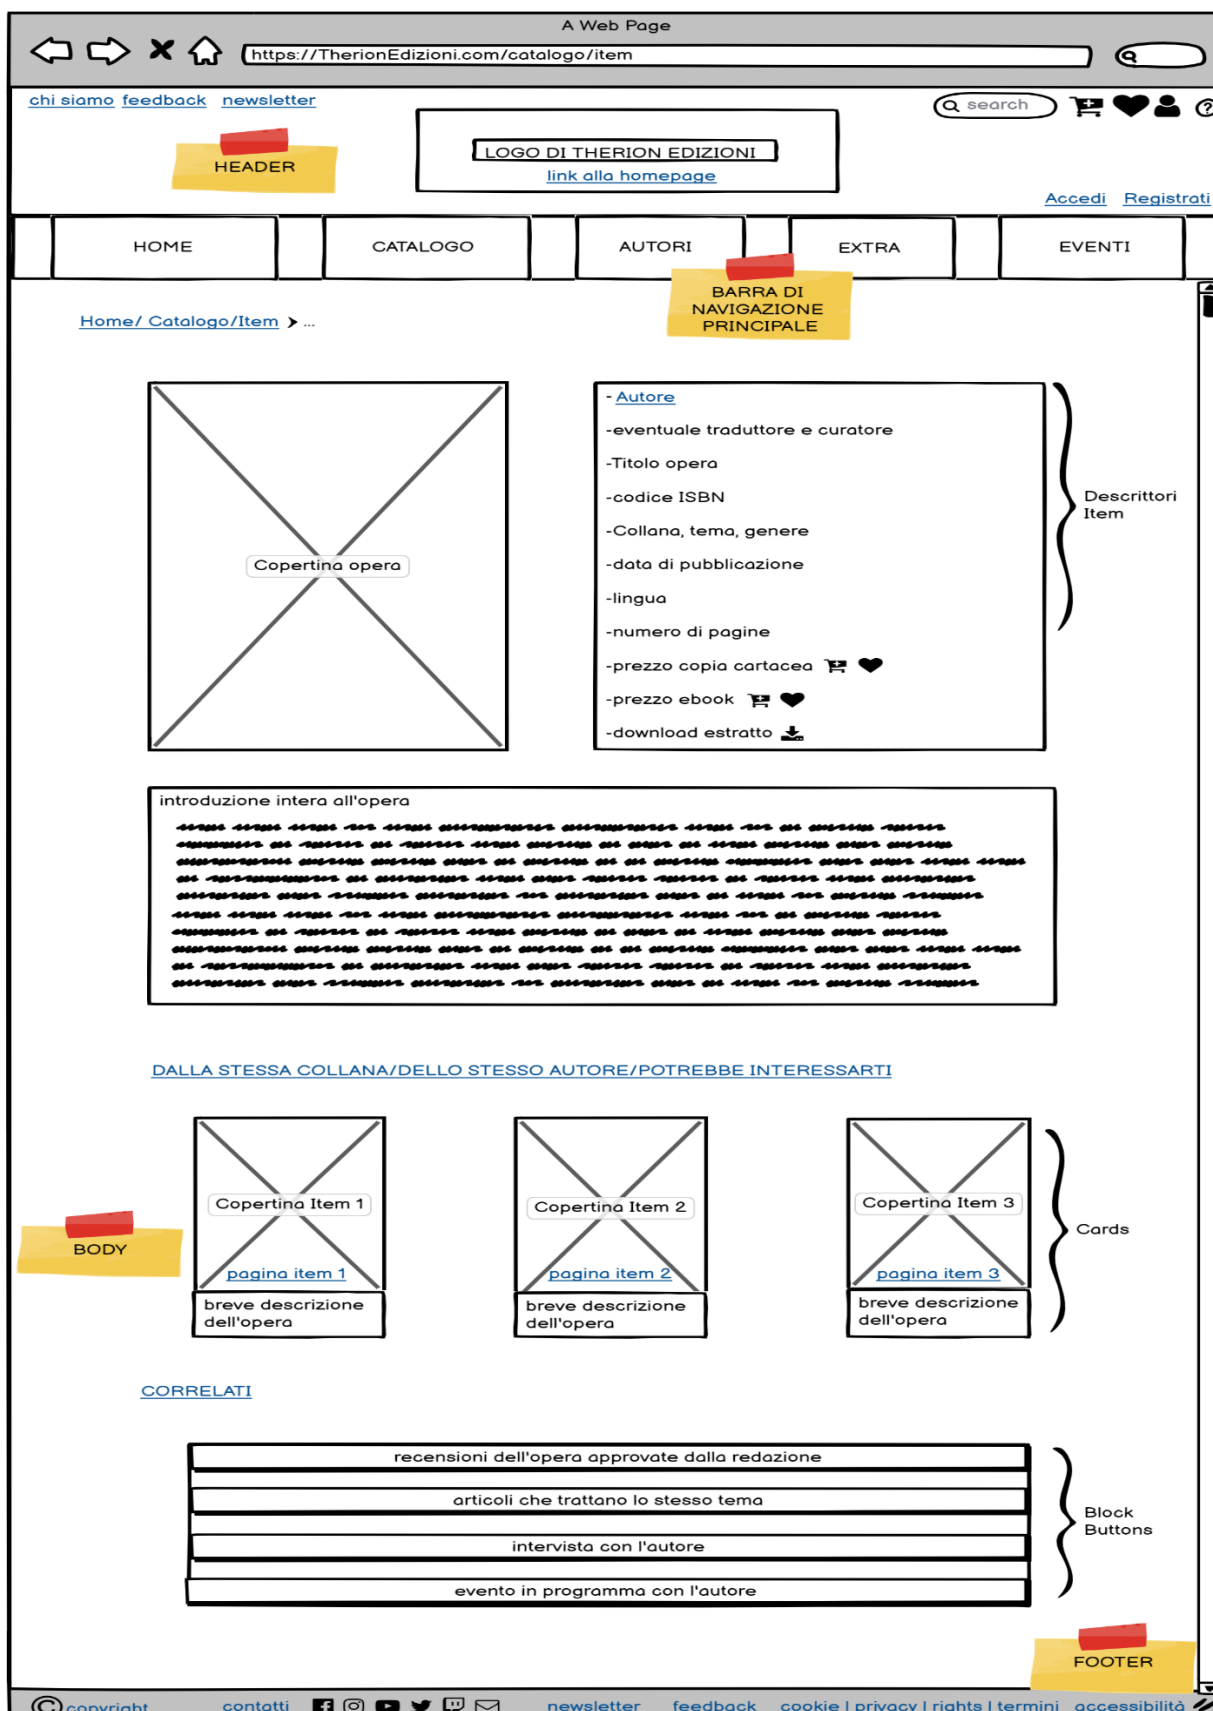 A Web Page
https://TherionEdizioni.com/catalogo/item
chi siamo feedback newsletter
search
HEADER
LOGO DI THERION EDIZIONI
link alla homepage
Accedi Registrati
HOME CATALOGO AUTORI EXTRA EVENTI
BARRA DI
NAVIGAZIONE
PRINCIPALE
Home/ Catalogo/Item > ...
Copertina opera
- Autore
-eventuale traduttore e curatore
-Titolo opera
-codice ISBN
-Collana, tema, genere
-data di pubblicazione
-lingua
-numero di pagine
-prezzo copia cartacea
-prezzo ebook
-download estratto
Descrittori
Item
introduzione intera all'opera
DALLA STESSA COLLANA/DELLO STESSO AUTORE/POTREBBE INTERESSARTI
Copertina Item 1
pagina item 1
breve descrizione
dell'opera
Copertina Item 2
pagina item 2
breve descrizione
dell'opera
Copertina Item 3
pagina item 3
breve descrizione
dell'opera
Cards
BODY
CORRELATI
recensioni dell'opera approvate dalla redazione
articoli che trattano lo stesso tema
intervista con l'autore
evento in programma con l'autore
Block
Buttons
FOOTER
© copyright contatti newsletter feedback cookie | privacy | rights | termini accessibilità